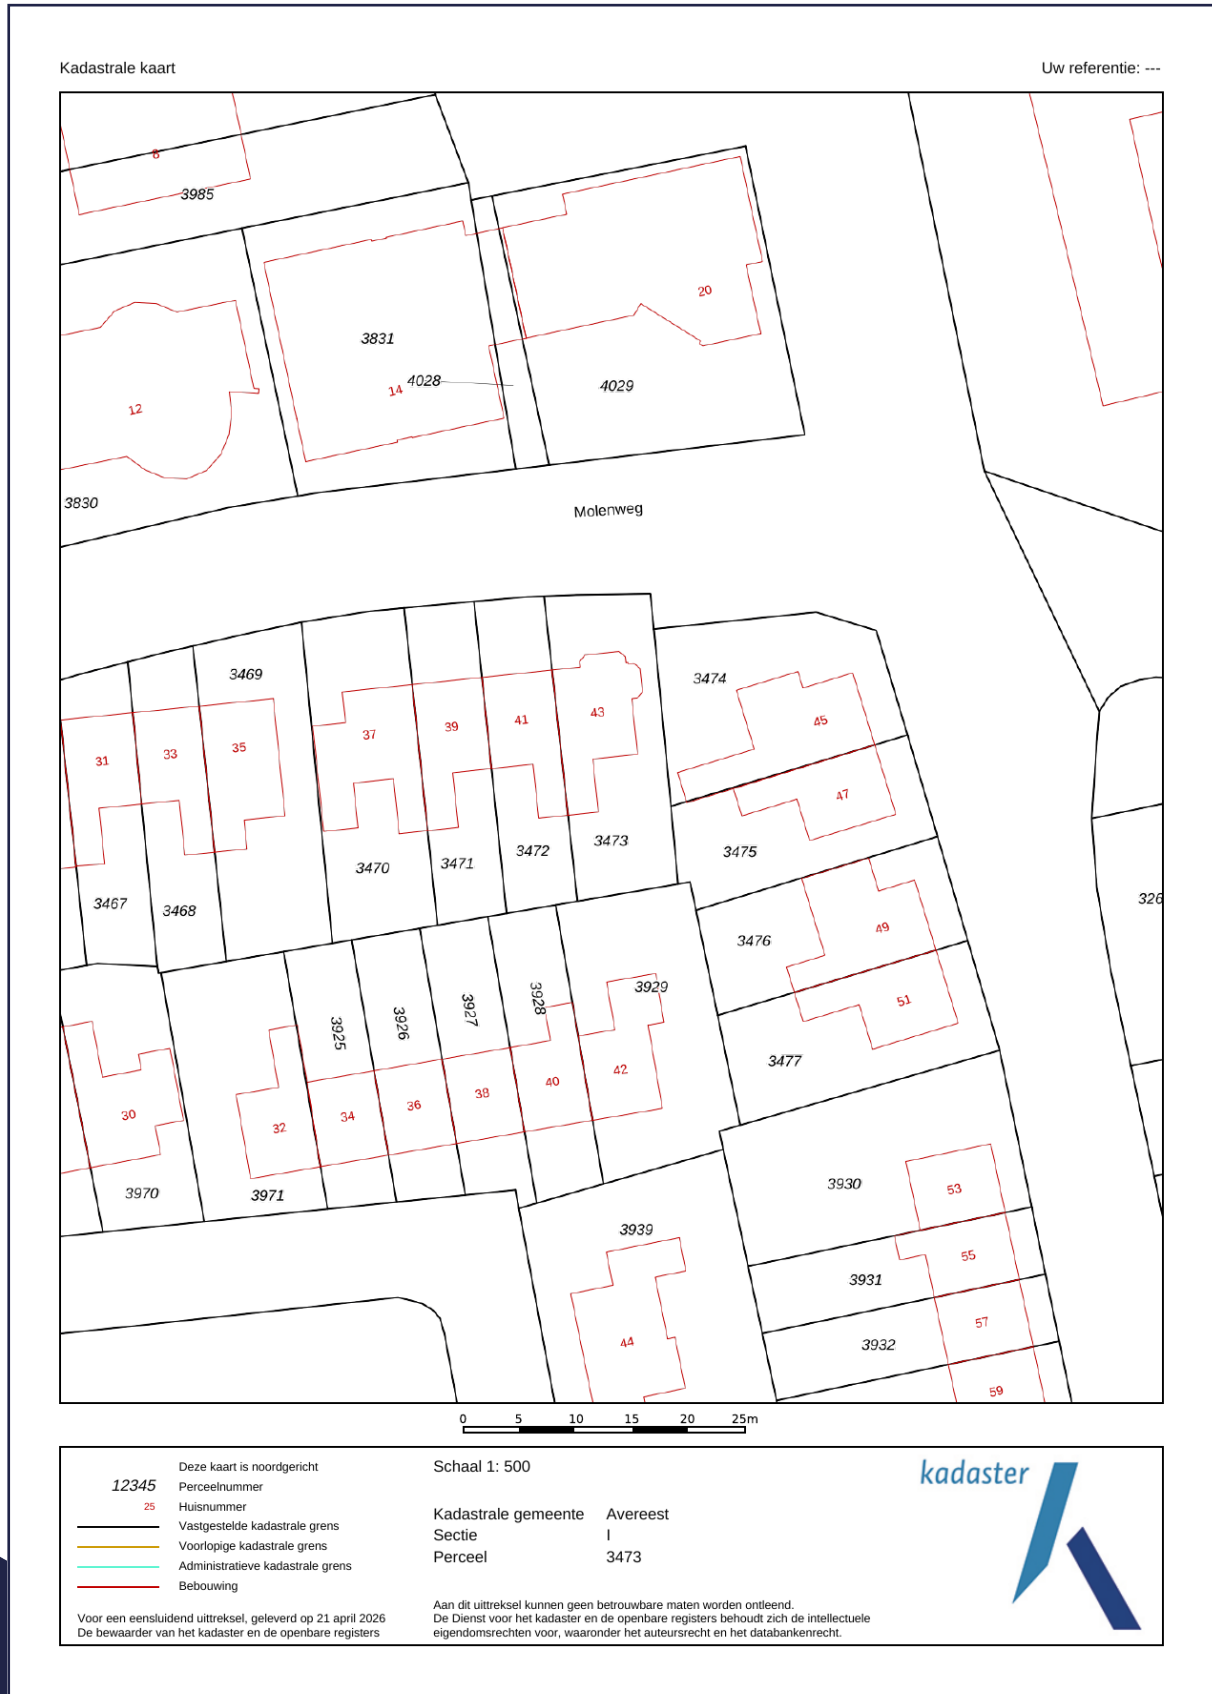 Kadastrale kaart
Uw referentie: ---
8
3985
20
3831
14
4028
4029
12
3830
Molenweg
3469
3474
31
33
35
37
39
41
43
45
47
3467
3468
3470
3471
3472
3473
3475
3476
49
51
3477
3925
3926
3927
3928
3929
30
32
34
36
38
40
42
3970
3971
3930
53
3939
3931
55
44
3932
57
59
326
0 5 10 15 20 25m
Deze kaart is noordgericht
12345 Perceelnummer
25 Huisnummer
Vastgestelde kadastrale grens
Voorlopige kadastrale grens
Administratieve kadastrale grens
Bebouwing
Voor een eensluidend uittreksel, geleverd op 21 april 2026
De bewaarder van het kadaster en de openbare registers
Schaal 1: 500
Kadastrale gemeente Avereest
Sectie I
Perceel 3473
Aan dit uittreksel kunnen geen betrouwbare maten worden ontleend.
De Dienst voor het kadaster en de openbare registers behoudt zich de intellectuele
eigendomsrechten voor, waaronder het auteursrecht en het databankenrecht.
kadaster